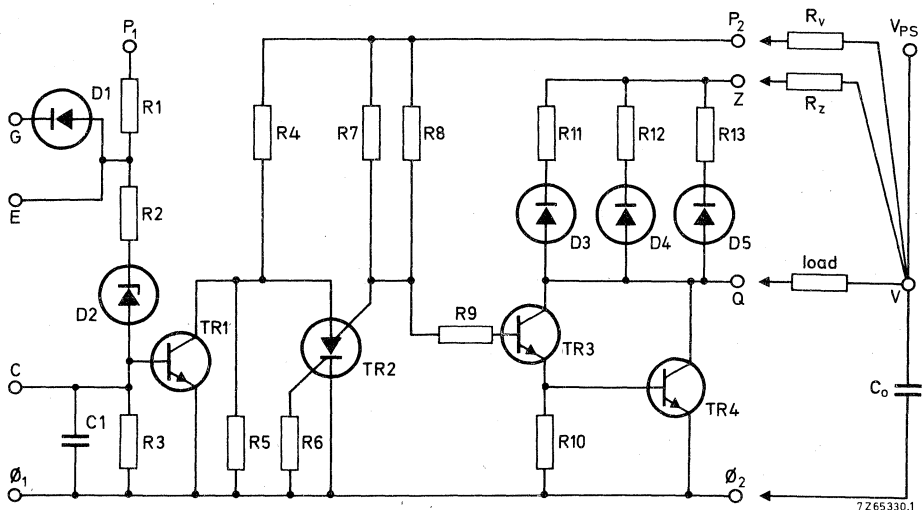 P1
P2
Rv
VPS
D1
R1
Z
Rz
G
R4
R7
R8
R11
R12
R13
E
R2
D3
D4
D5
load
D2
Q
V
TR1
R9
TR3
TR2
C
TR4
Co
C1
R3
R5
R6
R10
Ø1
Ø2
7Z65330.1